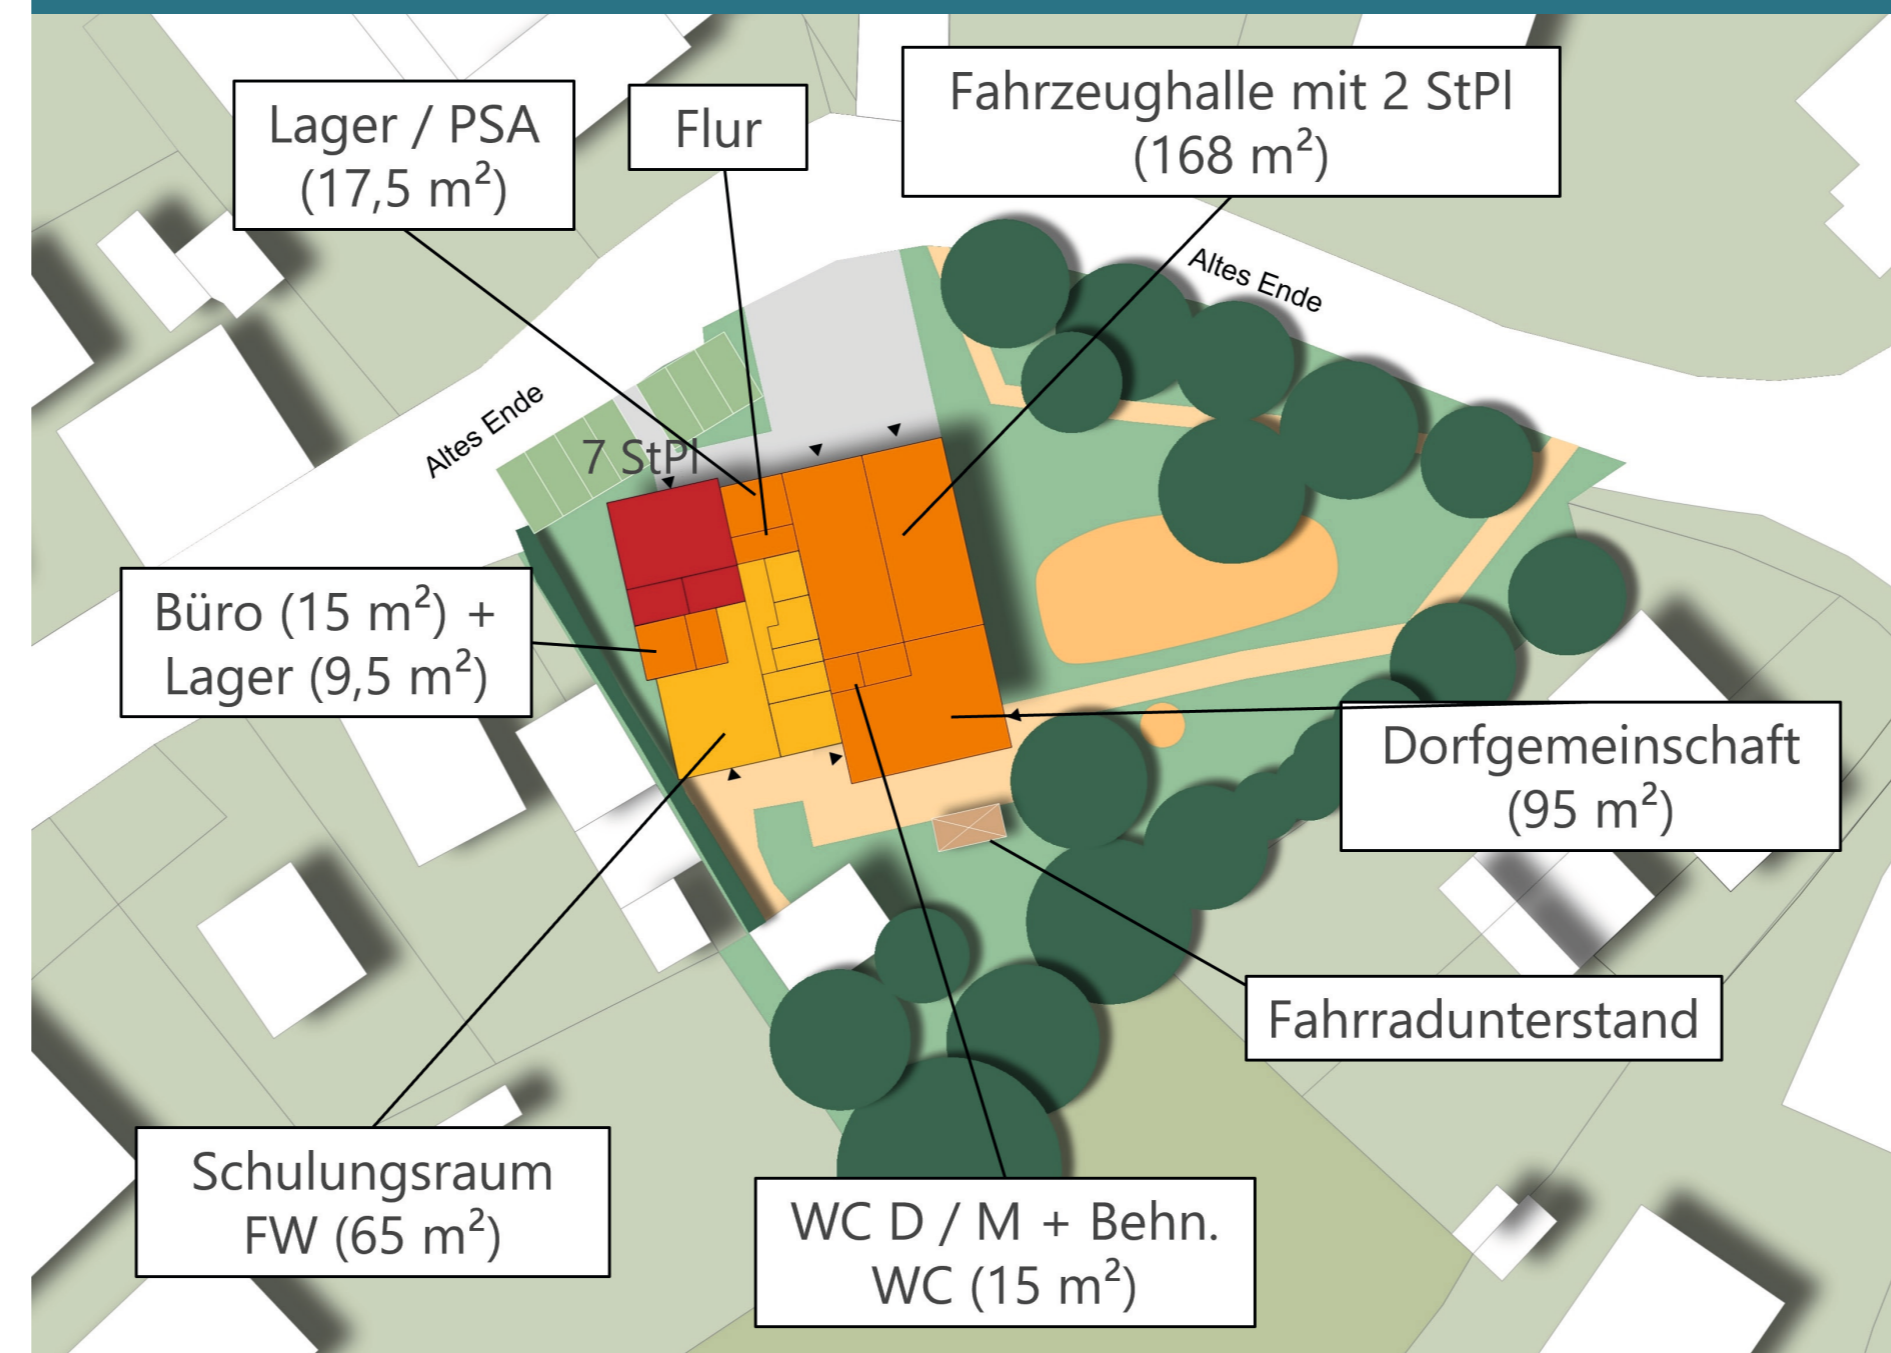 Lager / PSA
(17,5 m²)
Flur
Fahrzeughalle mit 2 StPl
(168 m²)
Altes Ende
Altes Ende
7 StPl
Büro (15 m²) +
Lager (9,5 m²)
Dorfgemeinschaft
(95 m²)
Fahrradunterstand
Schulungsraum
FW (65 m²)
WC D / M + Behn.
WC (15 m²)